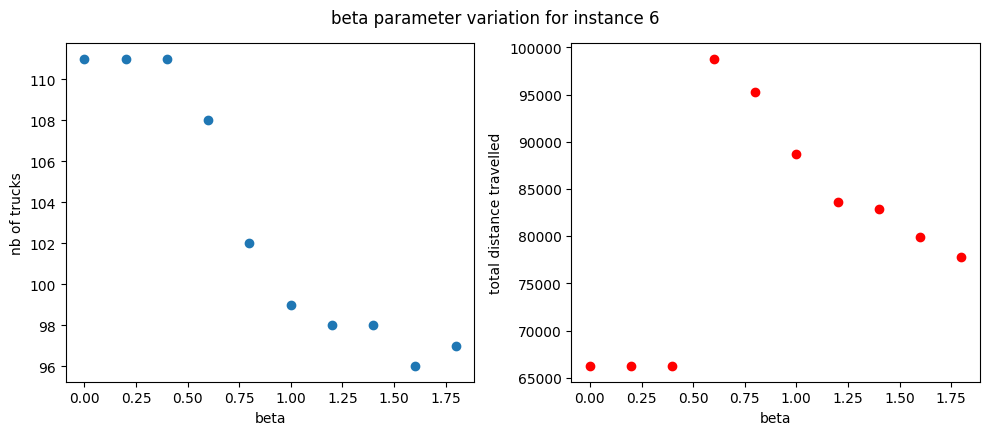 beta parameter variation for instance 6
nb of trucks
110
108
106
104
102
100
98
96
0.00 0.25 0.50 0.75 1.00 1.25 1.50 1.75
beta
total distance travelled
100000
95000
90000
85000
80000
75000
70000
65000
0.00 0.25 0.50 0.75 1.00 1.25 1.50 1.75
beta